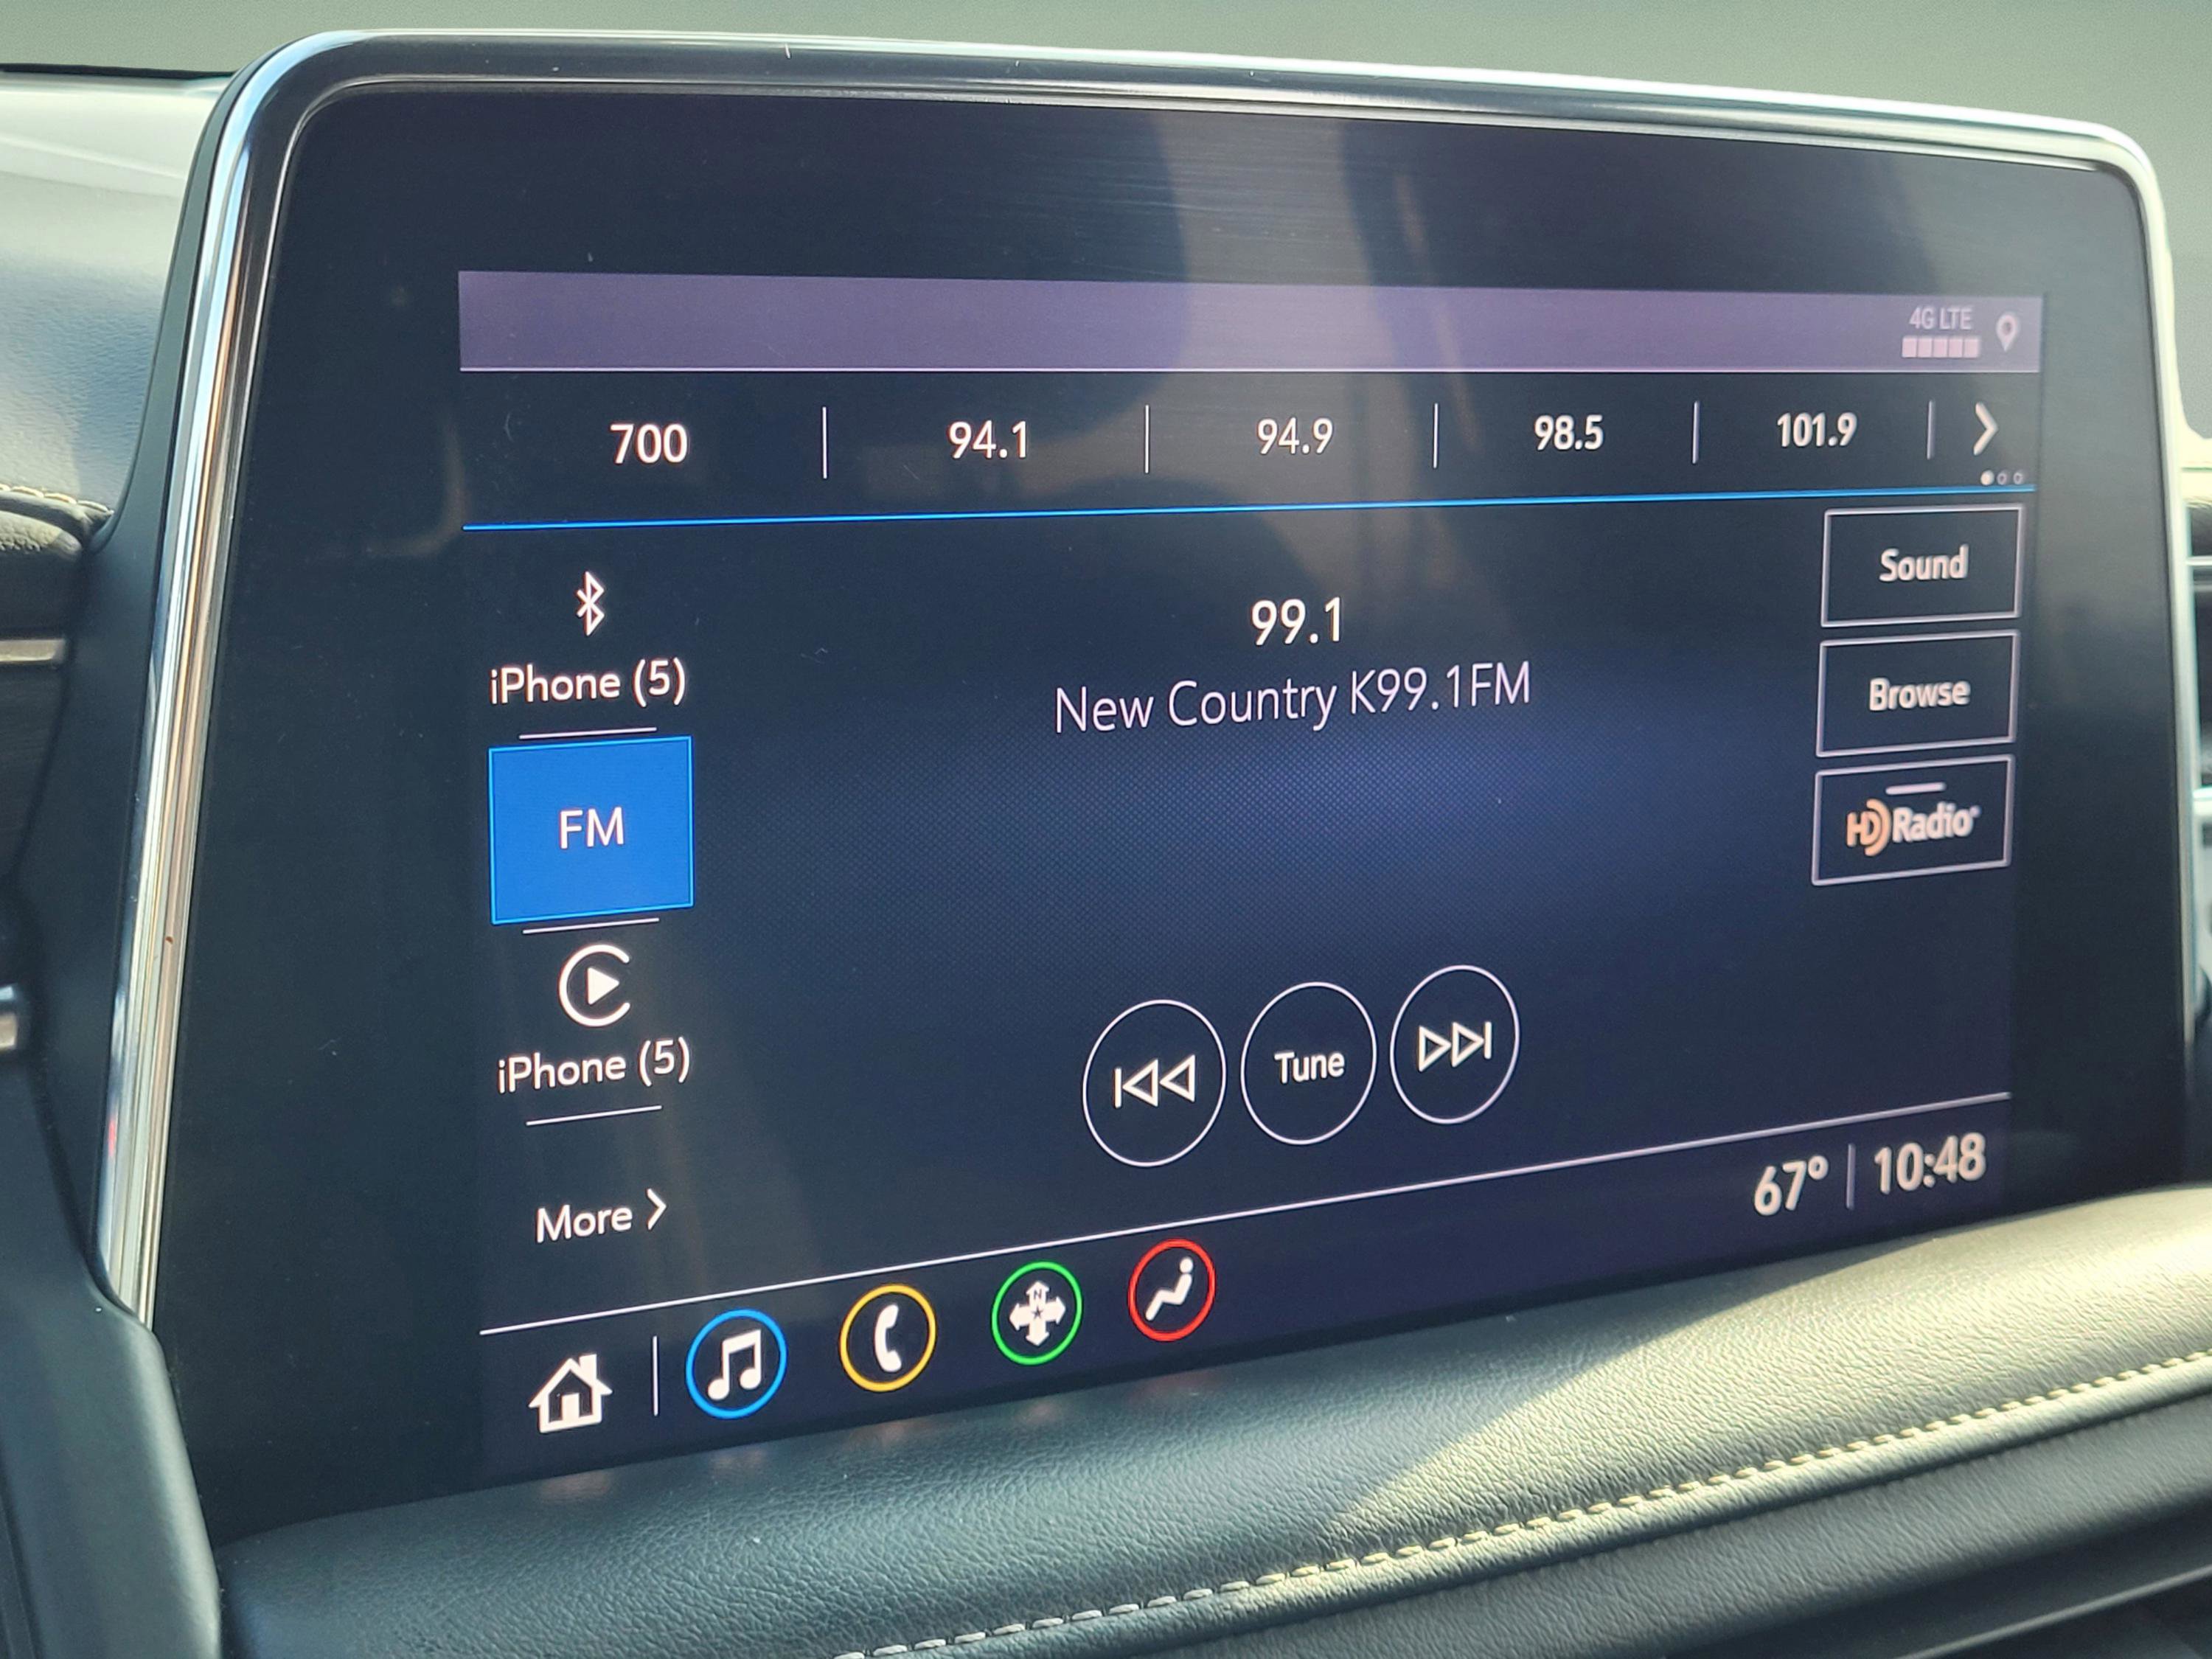 4G LTE
700 94.1 94.9 98.5 101.9
99.1
New Country K99.1FM
iPhone (5)
FM
iPhone (5)
More
Sound
Browse
HD Radio
Tune
67° 10:48
N